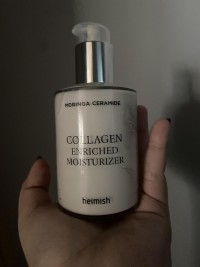 MORINGA CERAMIDE
COLLAGEN
ENRICHED
MOISTURIZER
heimish